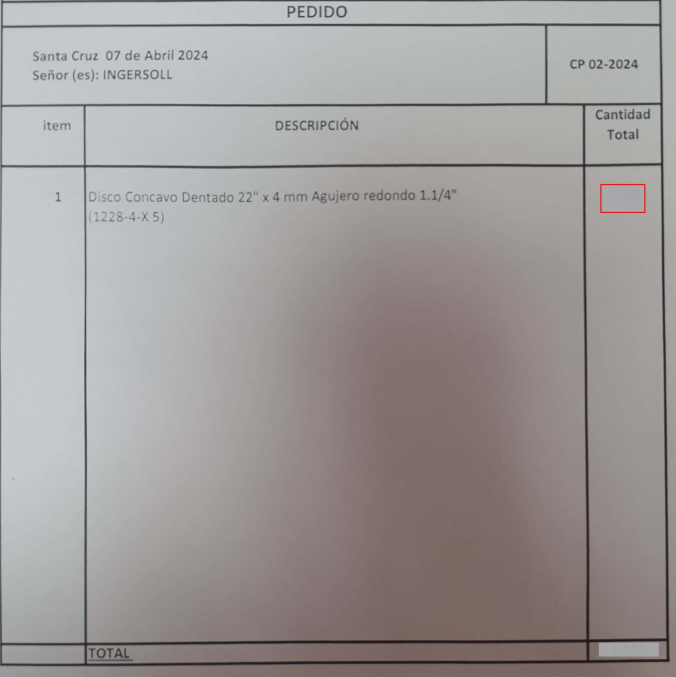 PEDIDO
Santa Cruz 07 de Abril 2024
Señor (es): INGERSOLL
CP 02-2024
item
DESCRIPCIÓN
Cantidad
Total
1
Disco Concavo Dentado 22" x 4 mm Agujero redondo 1.1/4"
(1228-4-X 5)
TOTAL